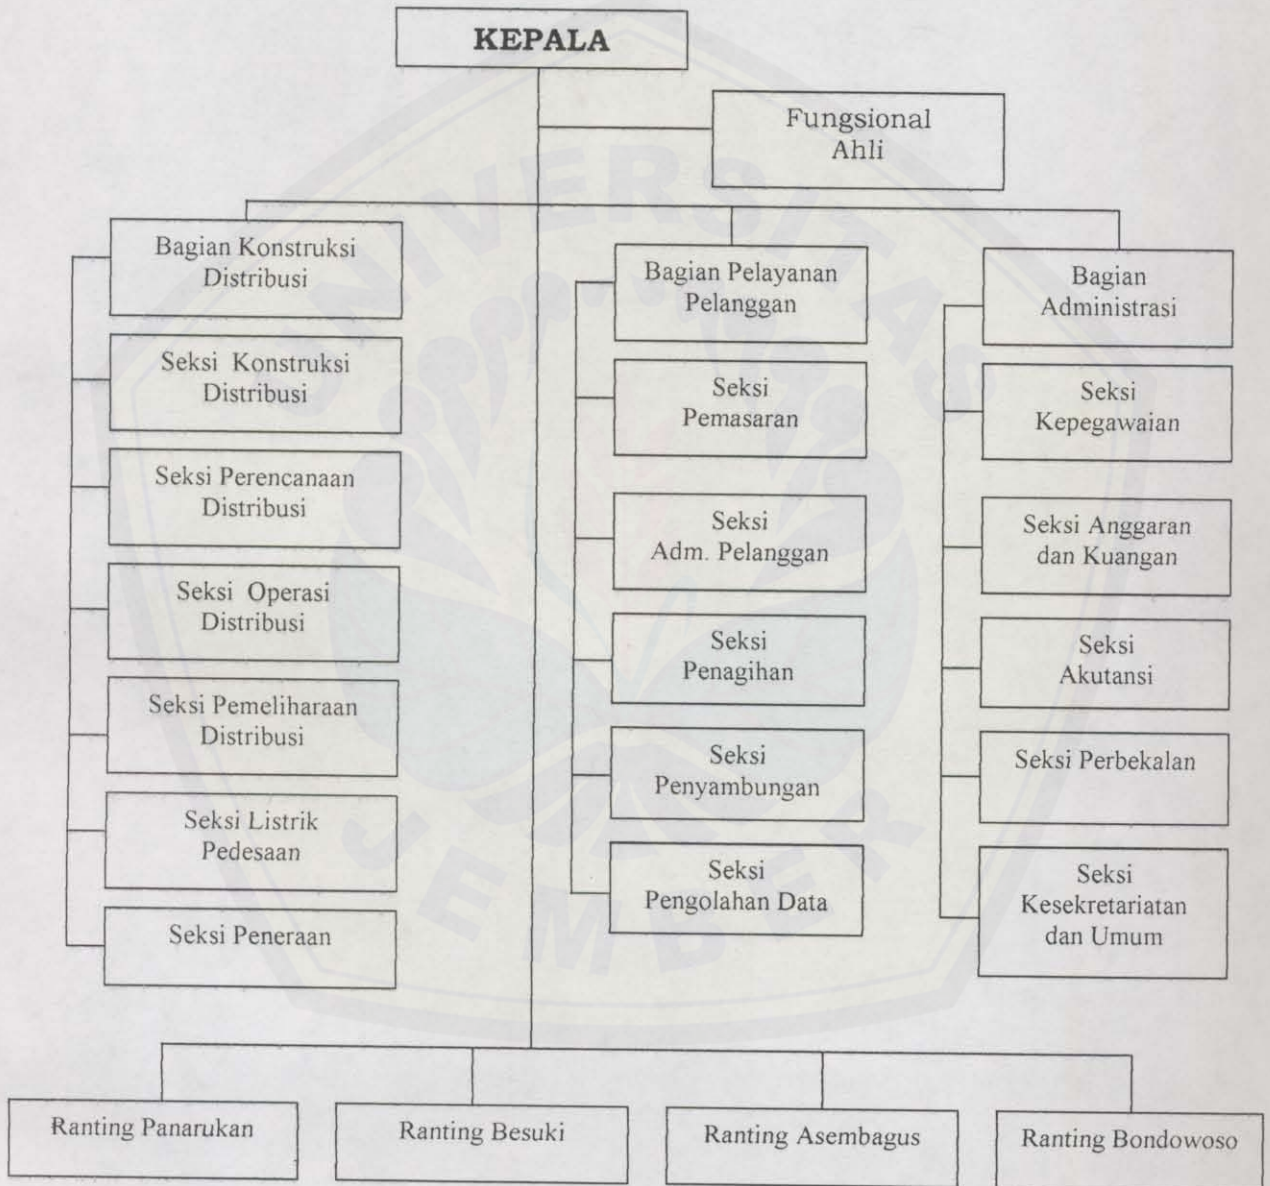 KEPALA
Fungsional
Ahli
Bagian Konstruksi
Distribusi
Seksi Konstruksi
Distribusi
Seksi Perencanaan
Distribusi
Seksi Operasi
Distribusi
Seksi Pemeliharaan
Distribusi
Seksi Listrik
Pedesaan
Seksi Peneraan
Bagian Pelayanan
Pelanggan
Seksi
Pemasaran
Seksi
Adm. Pelanggan
Seksi
Penagihan
Seksi
Penyambungan
Seksi
Pengolahan Data
Bagian
Administrasi
Seksi
Kepegawaian
Seksi Anggaran
dan Kuangan
Seksi
Akutansi
Seksi Perbekalan
Seksi
Kesekretariatan
dan Umum
Ranting Panarukan
Ranting Besuki
Ranting Asembagus
Ranting Bondowoso
UNIVERSITAS
JEMBER